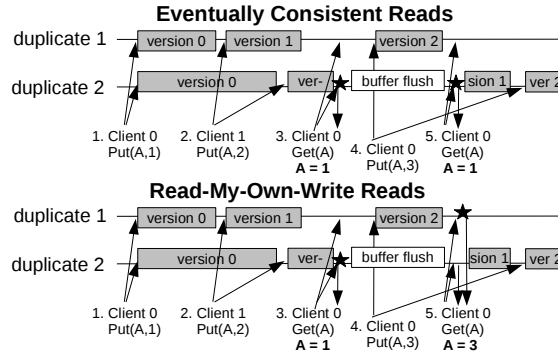 Eventually Consistent Reads
duplicate 1
version 0
version 1
version 2
duplicate 2
version 0
ver-
buffer flush
sion 1
ver 2
1. Client 0
Put(A,1)
2. Client 1
Put(A,2)
3. Client 0
Get(A)
A = 1
4. Client 0
Put(A,3)
5. Client 0
Get(A)
A = 1
Read-My-Own-Write Reads
duplicate 1
version 0
version 1
version 2
duplicate 2
version 0
ver-
buffer flush
sion 1
ver 2
1. Client 0
Put(A,1)
2. Client 1
Put(A,2)
3. Client 0
Get(A)
A = 1
4. Client 0
Put(A,3)
5. Client 0
Get(A)
A = 3